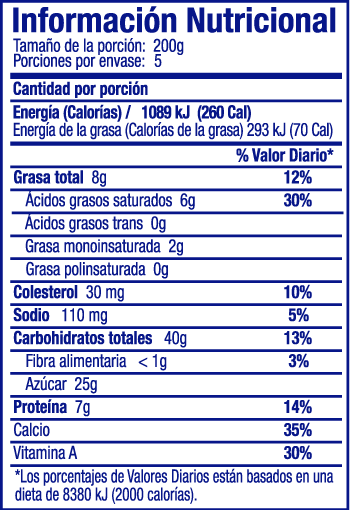 Información Nutricional
Tamaño de la porción: 200g
Porciones por envase: 5
Cantidad por porción
Energía (Calorías) / 1089 kJ (260 Cal)
Energía de la grasa (Calorías de la grasa) 293 kJ (70 Cal)
% Valor Diario*
Grasa total 8g 12%
Ácidos grasos saturados 6g 30%
Ácidos grasos trans 0g
Grasa monoinsaturada 2g
Grasa polinsaturada 0g
Colesterol 30 mg 10%
Sodio 110 mg 5%
Carbohidratos totales 40g 13%
Fibra alimentaria < 1g 3%
Azúcar 25g
Proteína 7g 14%
Calcio 35%
Vitamina A 30%
*Los porcentajes de Valores Diarios están basados en una
dieta de 8380 kJ (2000 calorías).